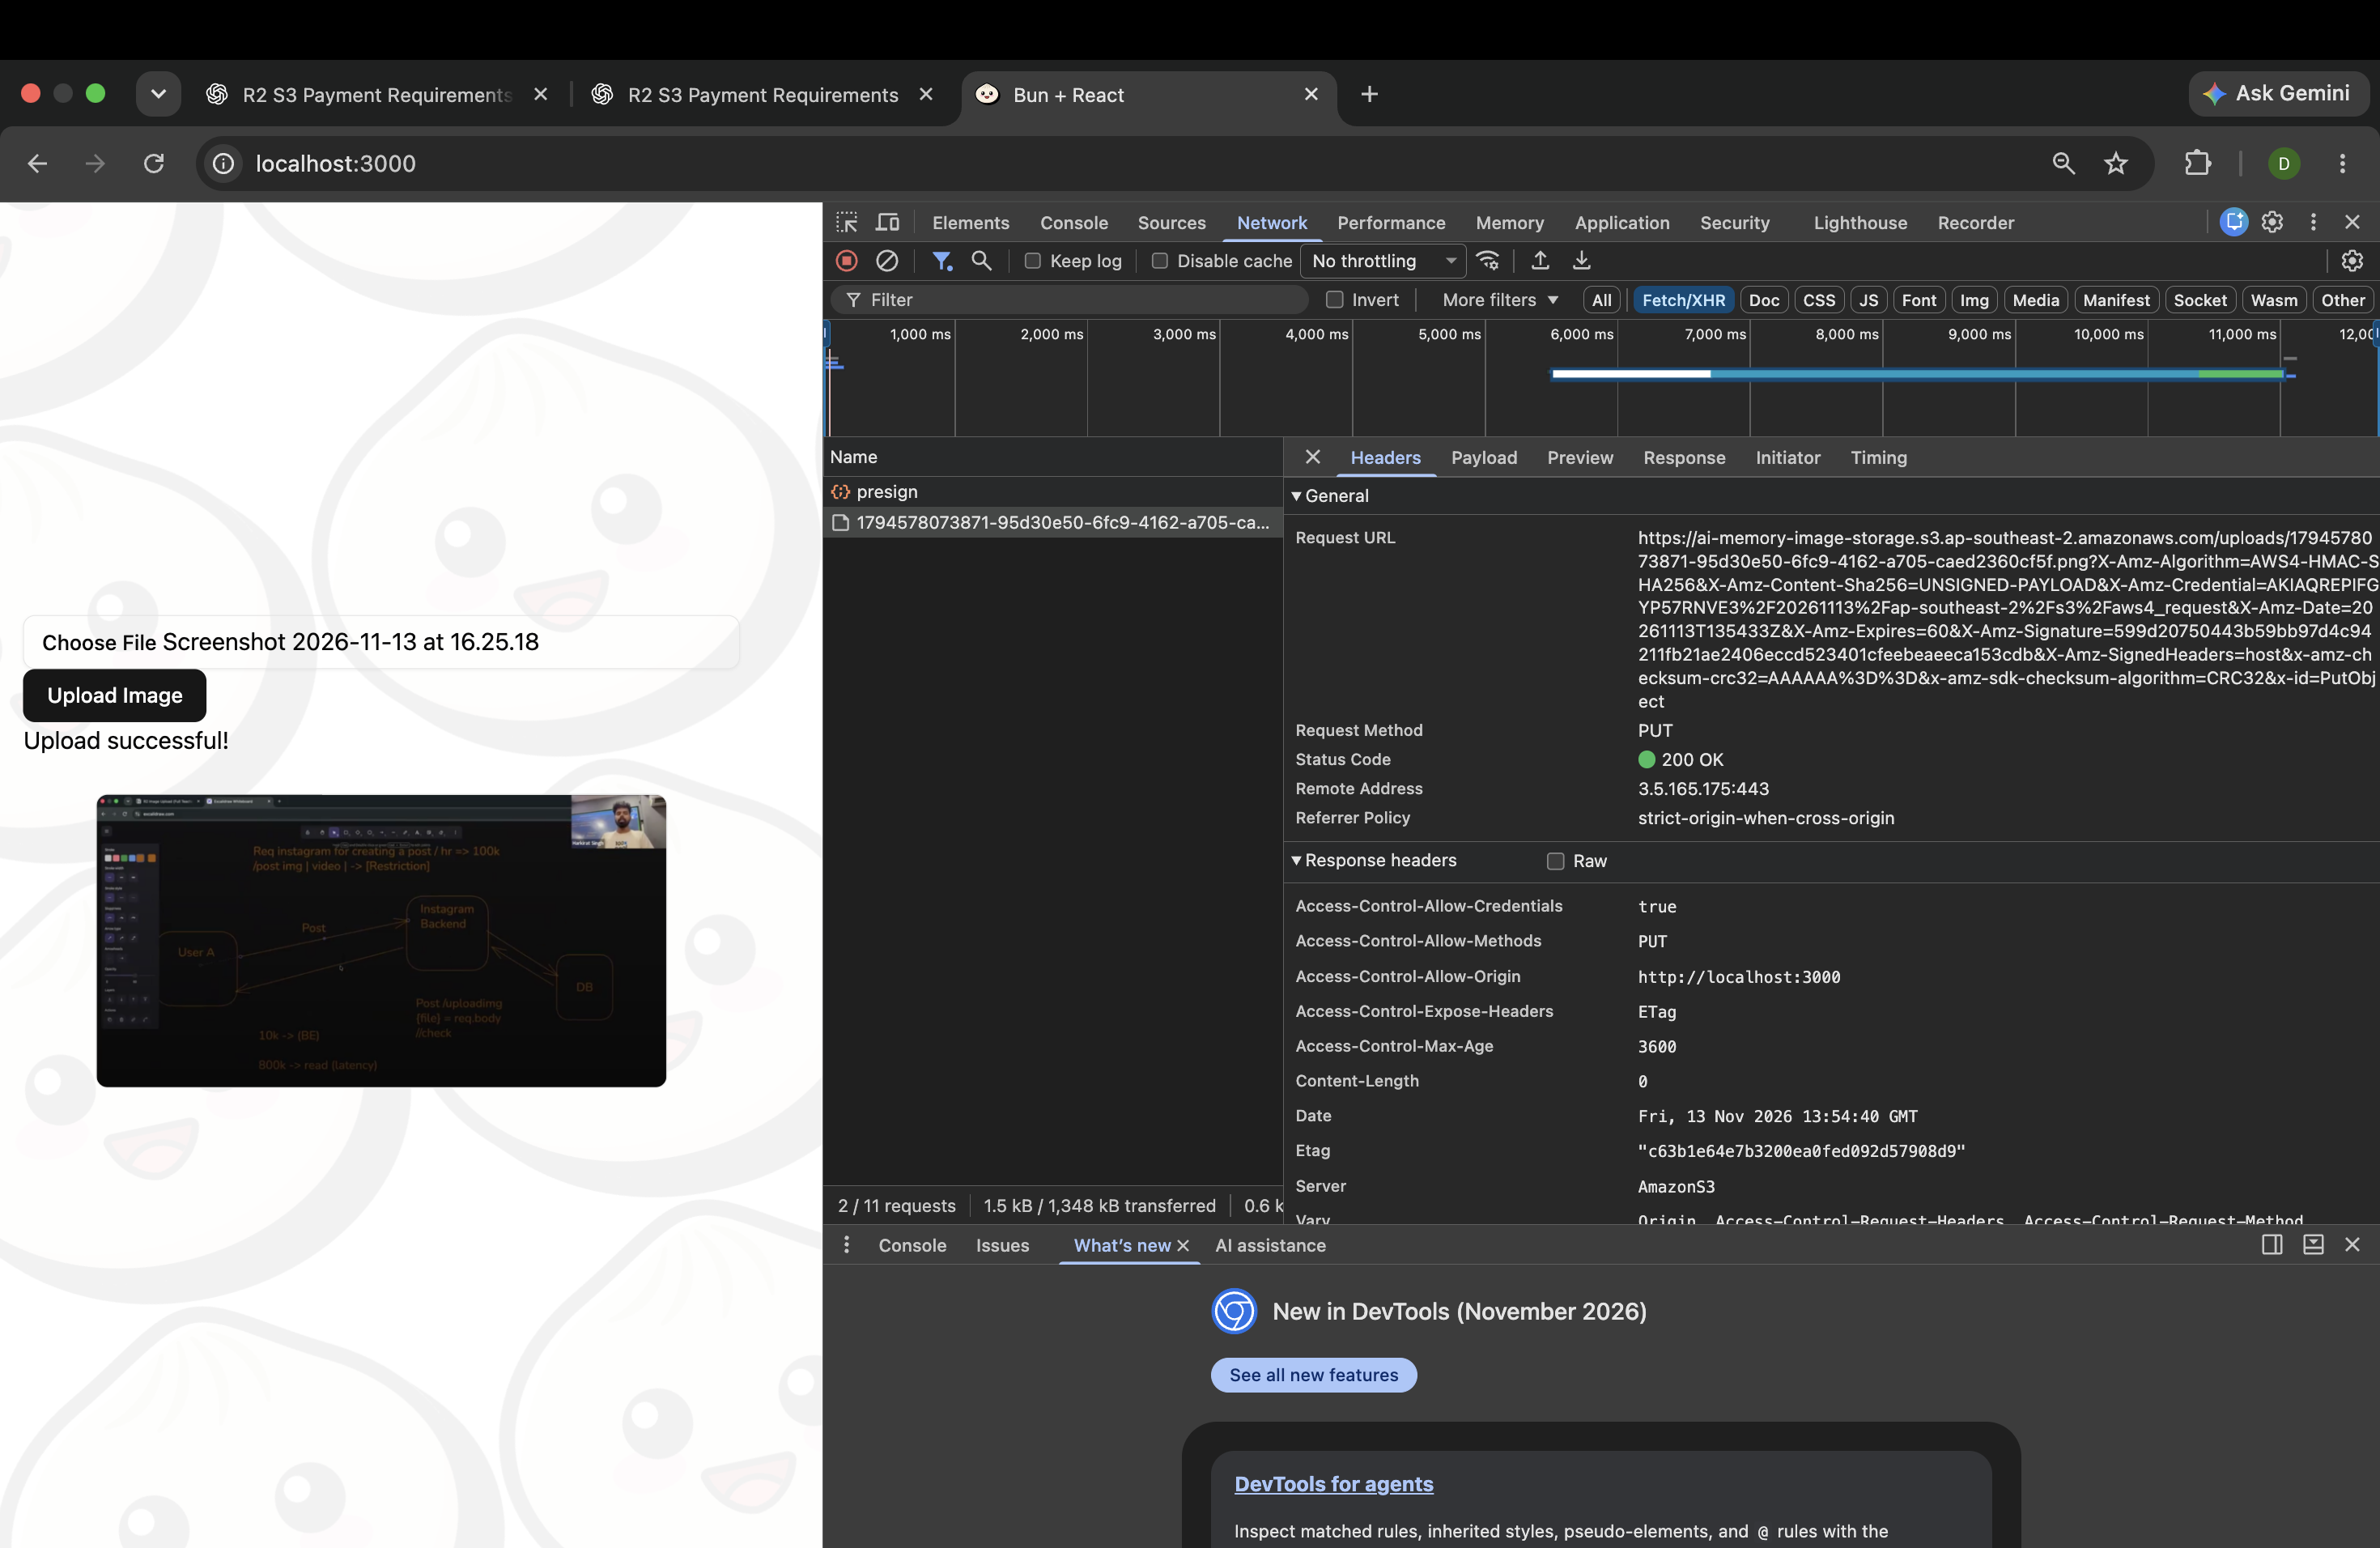 R2 S3 Payment Requirements
R2 S3 Payment Requirements
Bun + React
Ask Gemini
localhost:3000
D
Elements
Console
Sources
Network
Performance
Memory
Application
Security
Lighthouse
Recorder
Keep log
Disable cache
No throttling
Filter
Invert
More filters
All
Fetch/XHR
Doc
CSS
JS
Font
Img
Media
Manifest
Socket
Wasm
Other
1,000 ms
2,000 ms
3,000 ms
4,000 ms
5,000 ms
6,000 ms
7,000 ms
8,000 ms
9,000 ms
10,000 ms
11,000 ms
12,00
Name
presign
1794578073871-95d30e50-6fc9-4162-a705-ca...
2 / 11 requests
1.5 kB / 1,348 kB transferred
0.6 k
Headers
Payload
Preview
Response
Initiator
Timing
General
Request URL
https://ai-memory-image-storage.s3.ap-southeast-2.amazonaws.com/uploads/17945780
73871-95d30e50-6fc9-4162-a705-caed2360cf5f.png?X-Amz-Algorithm=AWS4-HMAC-S
HA256&X-Amz-Content-Sha256=UNSIGNED-PAYLOAD&X-Amz-Credential=AKIAQREPIFG
YP57RNVE3%2F20261113%2Fap-southeast-2%2Fs3%2Faws4_request&X-Amz-Date=20
261113T135433Z&X-Amz-Expires=60&X-Amz-Signature=599d20750443b59bb97d4c94
211fb21ae2406eccd523401cfeebeaeeca153cdb&X-Amz-SignedHeaders=host&x-amz-ch
ecksum-crc32=AAAAAA%3D%3D&x-amz-sdk-checksum-algorithm=CRC32&x-id=PutObj
ect
Request Method
PUT
Status Code
200 OK
Remote Address
3.5.165.175:443
Referrer Policy
strict-origin-when-cross-origin
Response headers
Raw
Access-Control-Allow-Credentials
true
Access-Control-Allow-Methods
PUT
Access-Control-Allow-Origin
http://localhost:3000
Access-Control-Expose-Headers
ETag
Access-Control-Max-Age
3600
Content-Length
0
Date
Fri, 13 Nov 2026 13:54:40 GMT
Etag
"c63b1e64e7b3200ea0fed092d57908d9"
Server
AmazonS3
Vary
Origin, Access-Control-Request-Headers, Access-Control-Request-Method
Choose File Screenshot 2026-11-13 at 16.25.18
Upload Image
Upload successful!
Req instagram for creating a post / hr => 100k
/post img | video | -> [Restriction]
Instagram
Backend
Post
User A
DB
Post /uploadimg
{file} = req.body
//check
10k -> (BE)
800k -> read (latency)
Console
Issues
What's new
AI assistance
New in DevTools (November 2026)
See all new features
DevTools for agents
Inspect matched rules, inherited styles, pseudo-elements, and @ rules with the